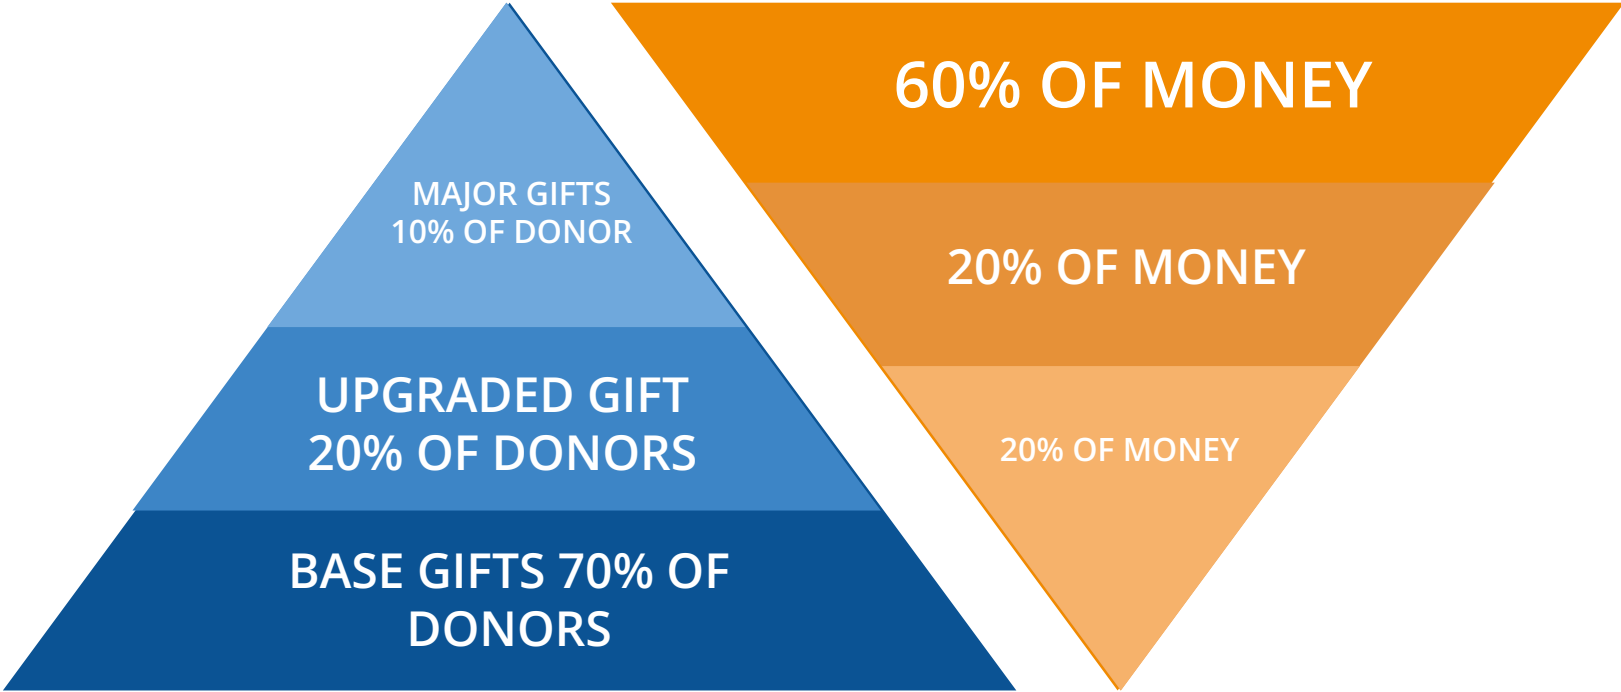 MAJOR GIFTS
10% OF DONOR
UPGRADED GIFT
20% OF DONORS
BASE GIFTS 70% OF
DONORS
60% OF MONEY
20% OF MONEY
20% OF MONEY